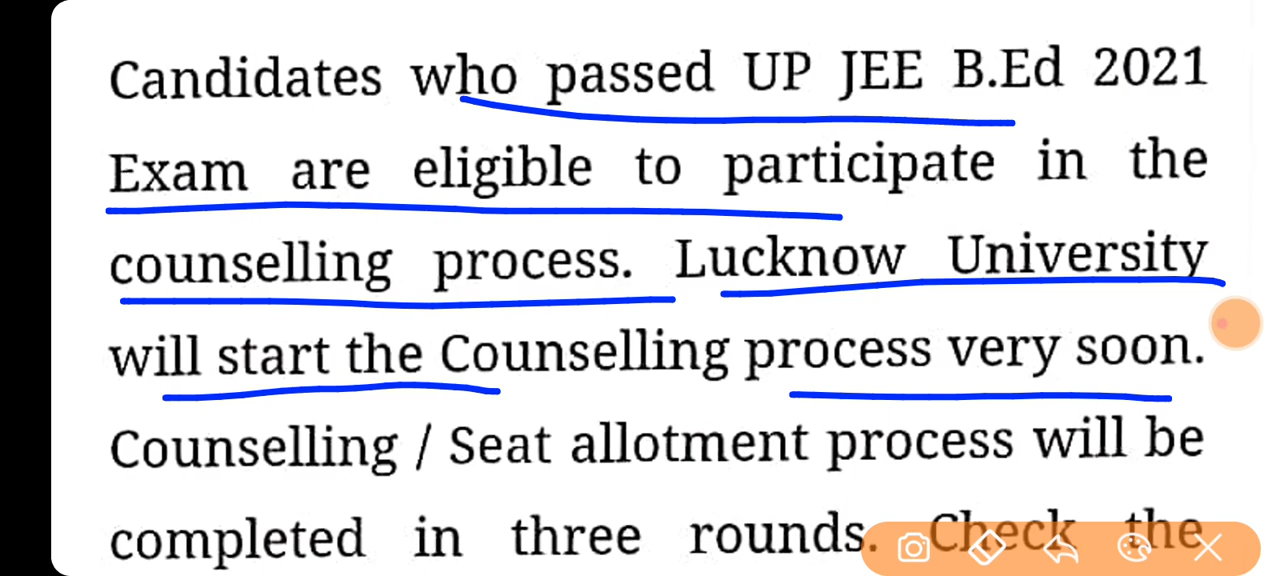 Candidates who passed UP JEE B.Ed 2021
Exam are eligible to participate in the
counselling process. Lucknow University
will start the Counselling process very soon.
Counselling / Seat allotment process will be
completed in three rounds. Check the